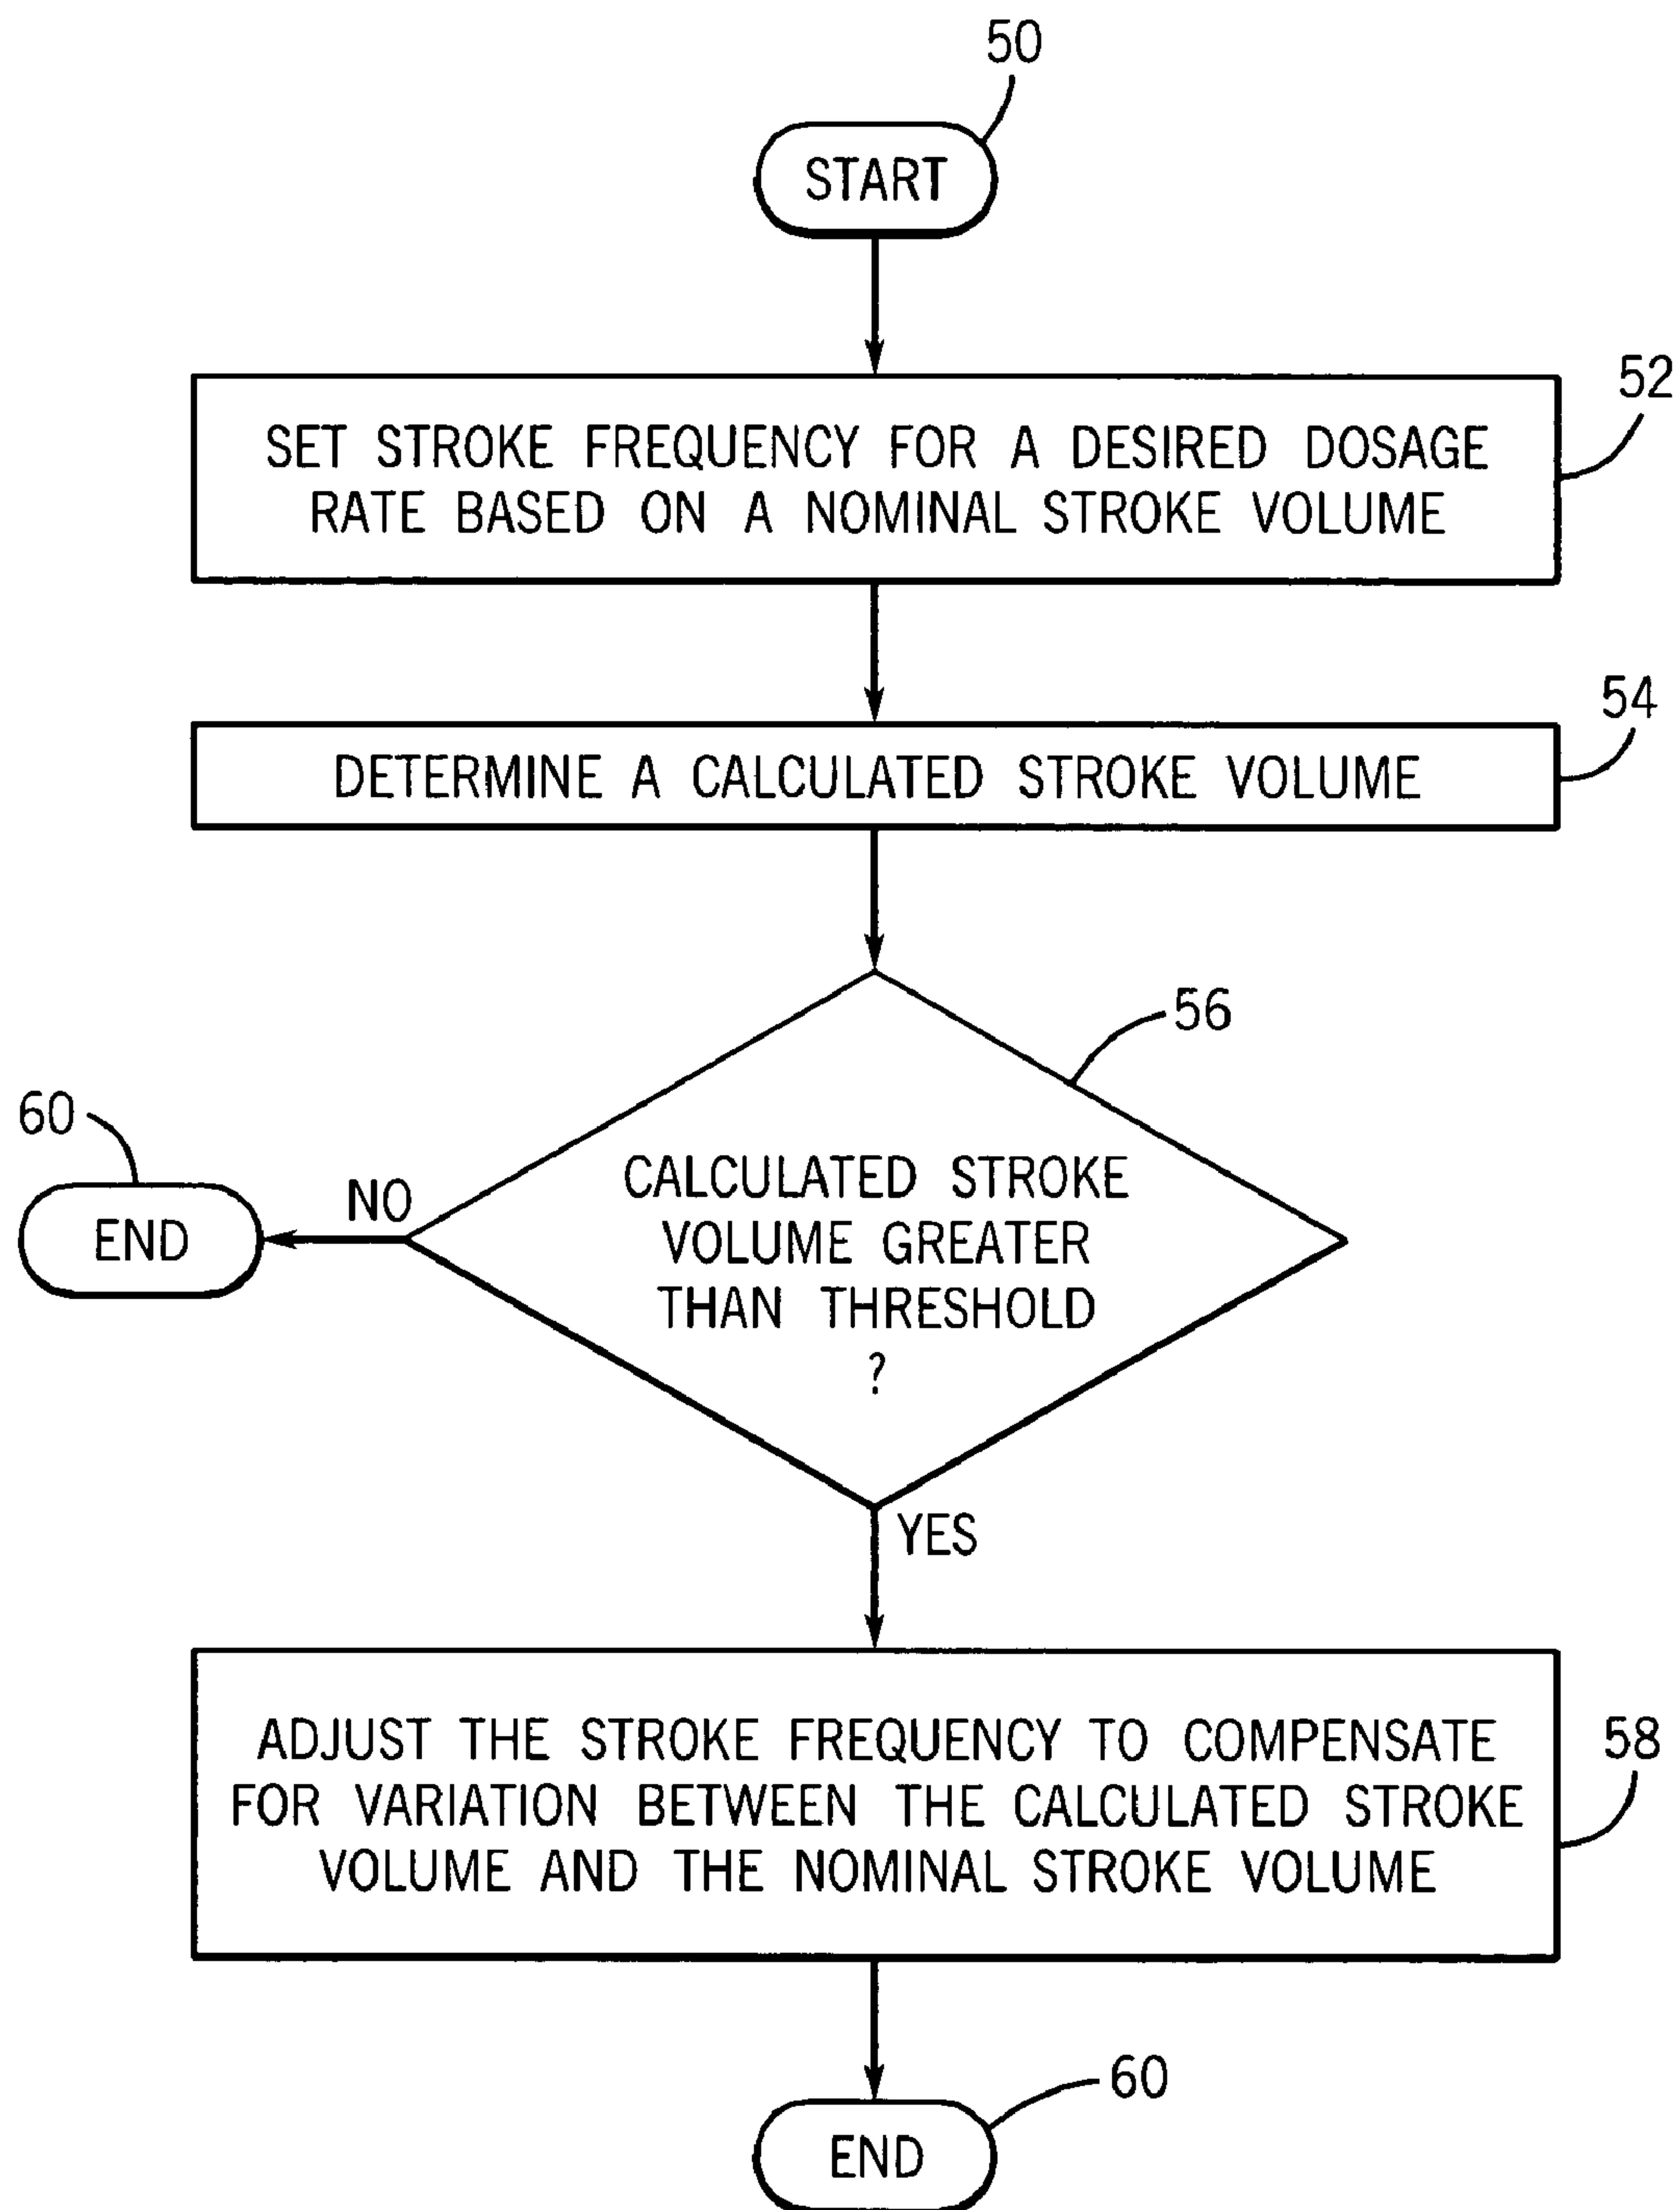 50
START
52
SET STROKE FREQUENCY FOR A DESIRED DOSAGE
RATE BASED ON A NOMINAL STROKE VOLUME
54
DETERMINE A CALCULATED STROKE VOLUME
56
60
CALCULATED STROKE
VOLUME GREATER
THAN THRESHOLD
?
NO
END
YES
58
ADJUST THE STROKE FREQUENCY TO COMPENSATE
FOR VARIATION BETWEEN THE CALCULATED STROKE
VOLUME AND THE NOMINAL STROKE VOLUME
60
END